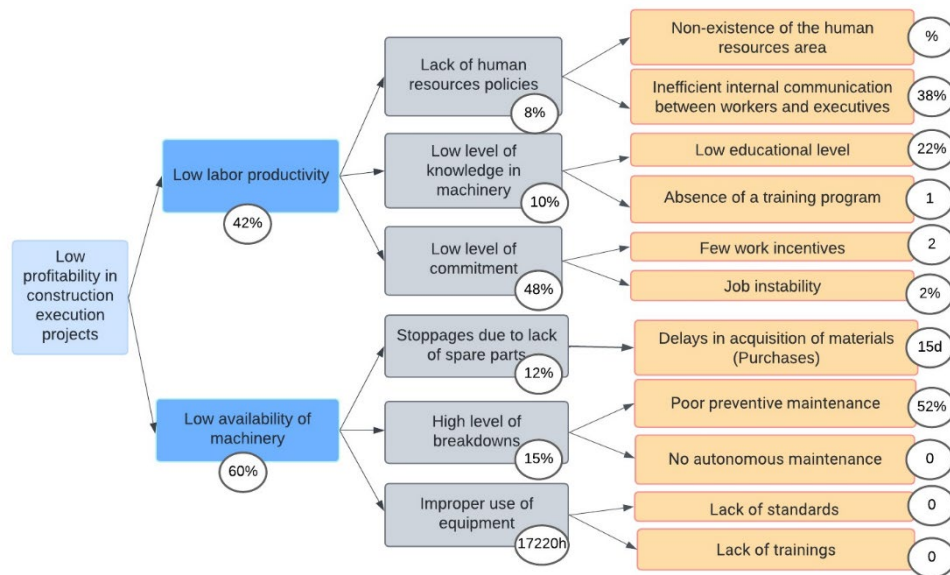 Low
profitability in
construction
execution
projects
Low labor productivity
42%
Low availability of
machinery
60%
Lack of human
resources policies
8%
Low level of
knowledge in
machinery
10%
Low level of
commitment
48%
Stoppages due to lack
of spare parts
12%
High level of
breakdowns
15%
Improper use of
equipment
17220h
Non-existence of the human
resources area
%
Inefficient internal communication
between workers and executives
38%
Low educational level
22%
Absence of a training program
1
Few work incentives
2
Job instability
2%
Delays in acquisition of materials
(Purchases)
15d
Poor preventive maintenance
52%
No autonomous maintenance
0
Lack of standards
0
Lack of trainings
0